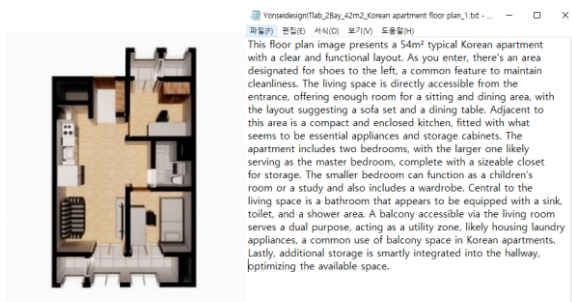 YonseidesignITlab_2Bay_42m2_Korean apartment floor plan_1.txt - ...
파일(F) 편집(E) 서식(O) 보기(V) 도움말(H)
This floor plan image presents a 54m² typical Korean apartment
with a clear and functional layout. As you enter, there's an area
designated for shoes to the left, a common feature to maintain
cleanliness. The living space is directly accessible from the
entrance, offering enough room for a sitting and dining area, with
the layout suggesting a sofa set and a dining table. Adjacent to
this area is a compact and enclosed kitchen, fitted with what
seems to be essential appliances and storage cabinets. The
apartment includes two bedrooms, with the larger one likely
serving as the master bedroom, complete with a sizeable closet
for storage. The smaller bedroom can function as a children's
room or a study and also includes a wardrobe. Central to the
living space is a bathroom that appears to be equipped with a sink,
toilet, and a shower area. A balcony accessible via the living room
serves a dual purpose, acting as a utility zone, likely housing laundry
appliances, a common use of balcony space in Korean apartments.
Lastly, additional storage is smartly integrated into the hallway,
optimizing the available space.